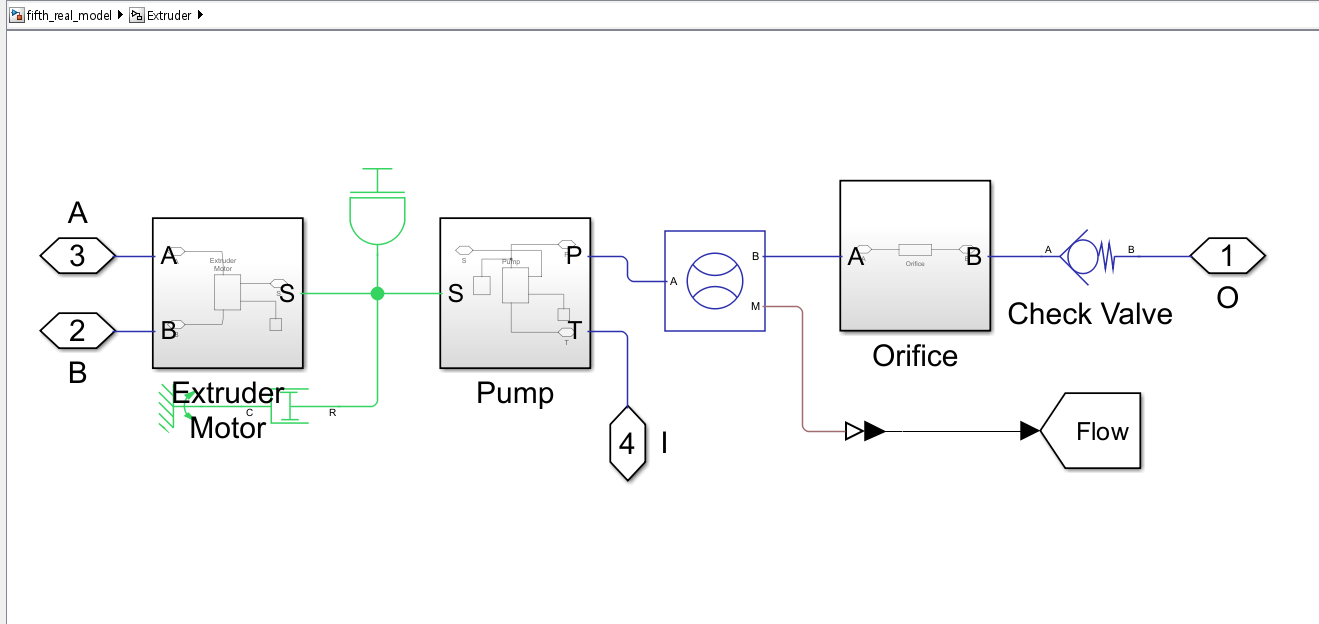 fifth_real_model Extruder
A
3
A
Extruder
Motor
S
B
2
B
Extruder
Motor
C
R
S
S
Pump
P
T
T
Pump
4
I
A
B
M
A
Orifice
B
Orifice
A
B
Check Valve
1
O
Flow